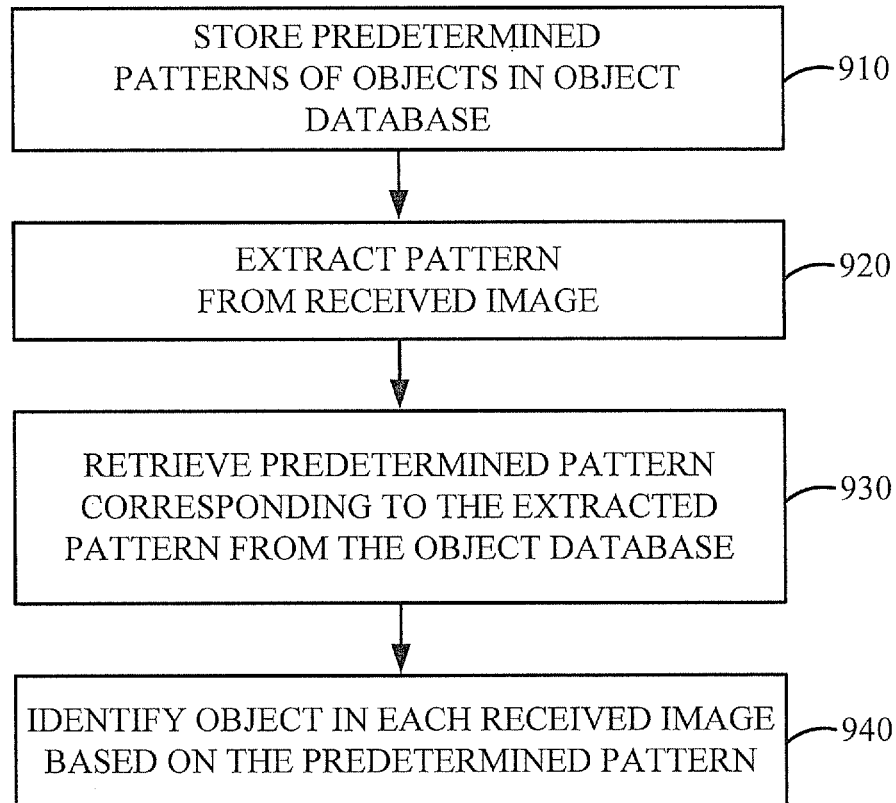 STORE PREDETERMINED
PATTERNS OF OBJECTS IN OBJECT
DATABASE
910
EXTRACT PATTERN
FROM RECEIVED IMAGE
920
RETRIEVE PREDETERMINED PATTERN
CORRESPONDING TO THE EXTRACTED
PATTERN FROM THE OBJECT DATABASE
930
IDENTIFY OBJECT IN EACH RECEIVED IMAGE
BASED ON THE PREDETERMINED PATTERN
940